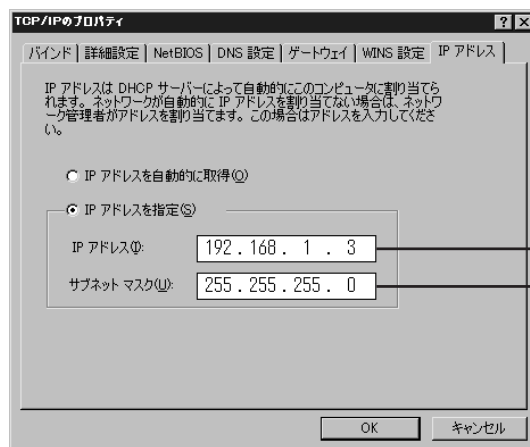 TCP/IPのプロパティ
バインド 詳細設定 NetBIOS DNS 設定 ゲートウェイ WINS 設定 IP アドレス
IP アドレスは DHCP サーバーによって自動的にこのコンピュータに割り当てら
れます。ネットワークが自動的に IP アドレスを割り当てない場合は、ネットワ
ーク管理者がアドレスを割り当てます。この場合はアドレスを入力してくださ
い。
IP アドレスを自動的に取得(O)
IP アドレスを指定(S)
IP アドレス(I): 192.168. 1 . 3
サブネット マスク(U): 255.255.255. 0
OK キャンセル